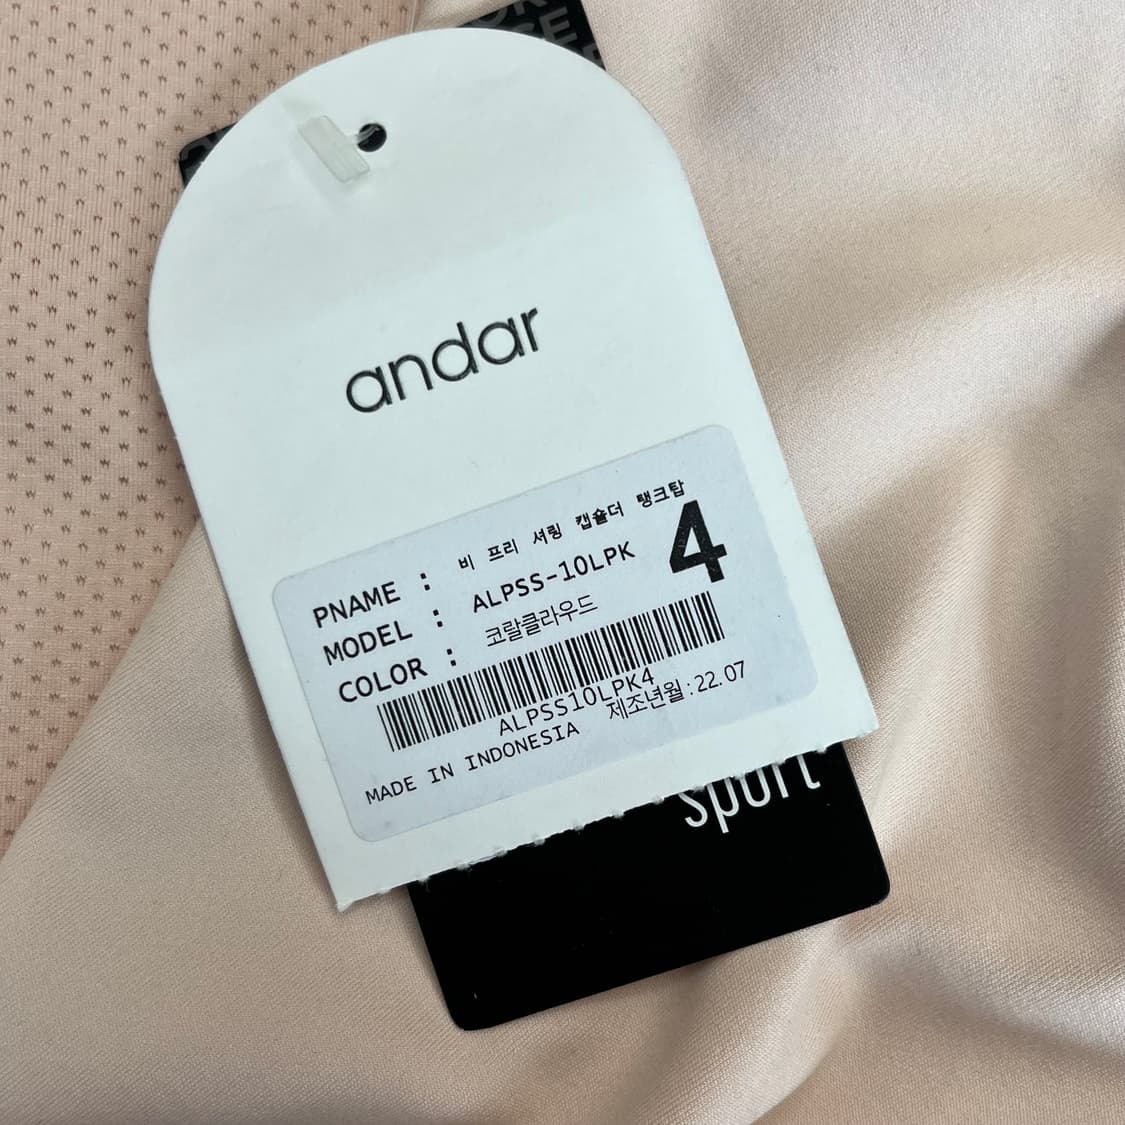 andar
PNAME : 비 프리 셔링 캡숄더 탱크탑
MODEL : ALPSS-10LPK
4
COLOR : 코랄클라우드
ALPSS10LPK4
제조년월 : 22.07
MADE IN INDONESIA
sport